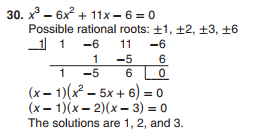 30. x³ – 6x² + 11x – 6 = 0
Possible rational roots: ±1, ±2, ±3, ±6
1| 1 –6 11 –6
1 –5 6
1 –5 6 |0
(x – 1)(x² – 5x + 6) = 0
(x – 1)(x – 2)(x – 3) = 0
The solutions are 1, 2, and 3.